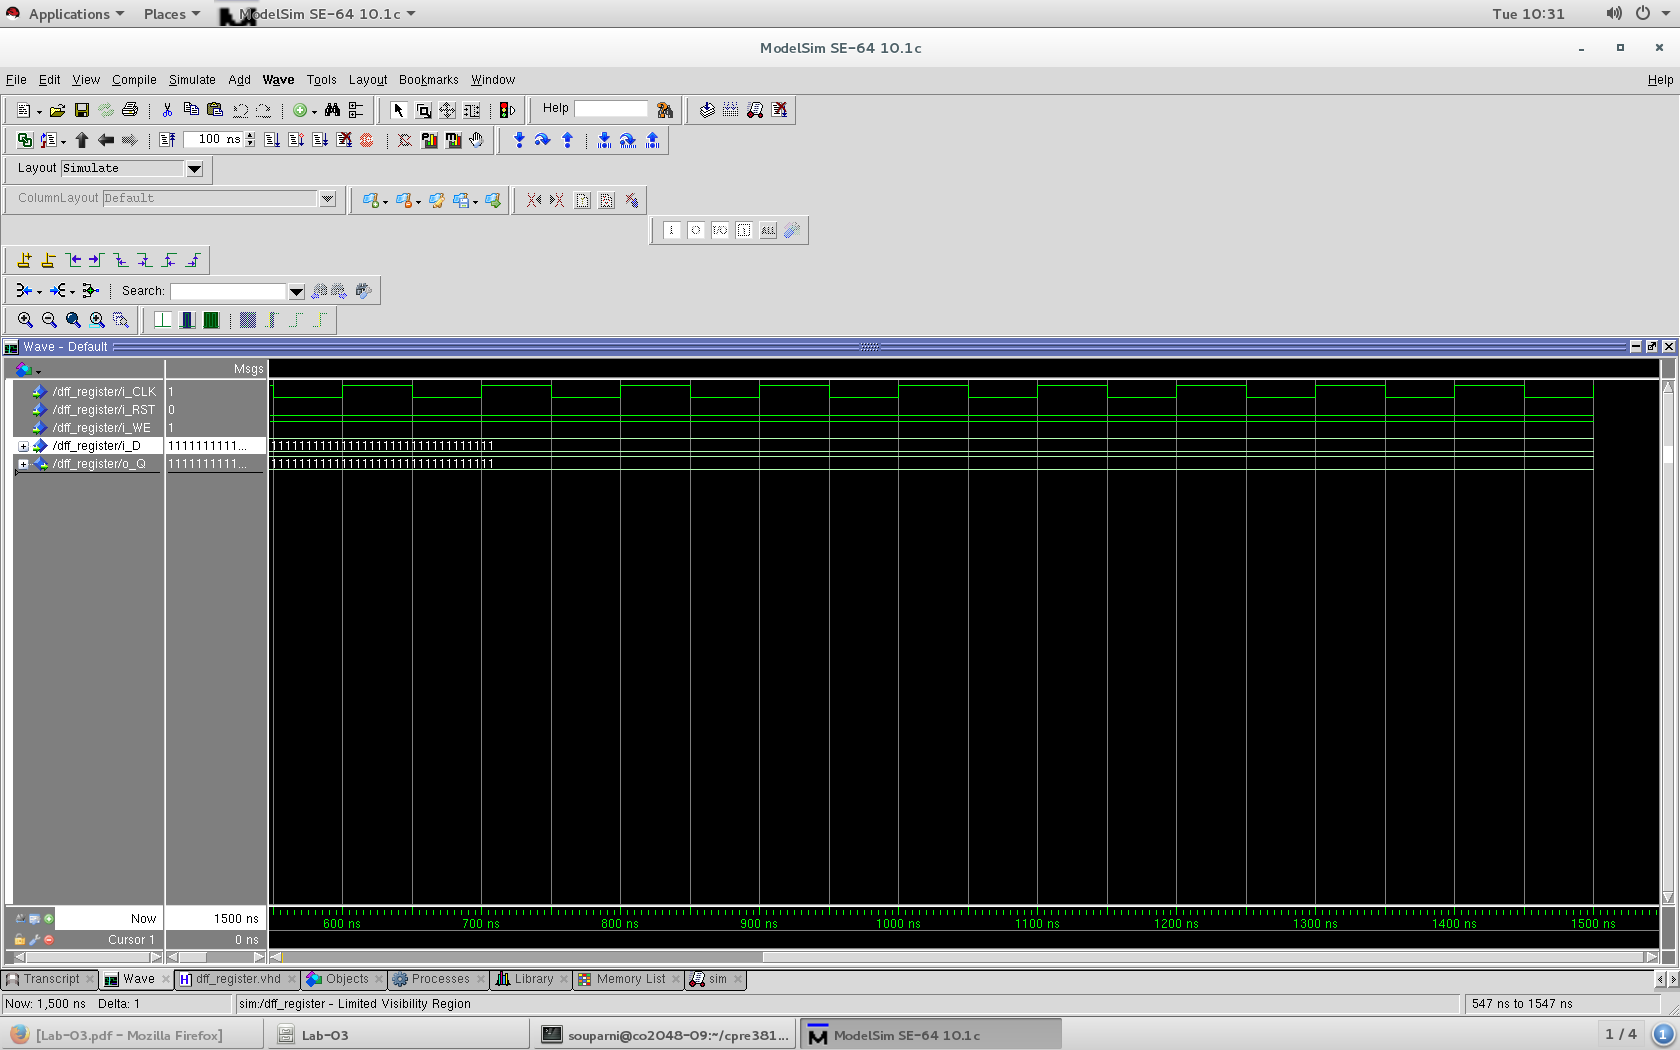 Applications Places ModelSim SE-64 10.1c Tue 10:31
ModelSim SE-64 10.1c
File Edit View Compile Simulate Add Wave Tools Layout Bookmarks Window Help
Help
100 ns
Layout Simulate
ColumnLayout Default
Search:
Wave - Default
Msgs
/dff_register/i_CLK 1
/dff_register/i_RST 0
/dff_register/i_WE 1
/dff_register/i_D 1111111111... 11111111111111111111111111111111
/dff_register/o_Q 1111111111... 11111111111111111111111111111111
Now 1500 ns
600 ns 700 ns 800 ns 900 ns 1000 ns 1100 ns 1200 ns 1300 ns 1400 ns 1500 ns
Cursor 1 0 ns
Transcript Wave dff_register.vhd Objects Processes Library Memory List sim
Now: 1,500 ns Delta: 1 sim:/dff_register - Limited Visibility Region 547 ns to 1547 ns
[Lab-03.pdf - Mozilla Firefox] Lab-03 souparni@co2048-09:~/cpre381... ModelSim SE-64 10.1c 1 / 4 1